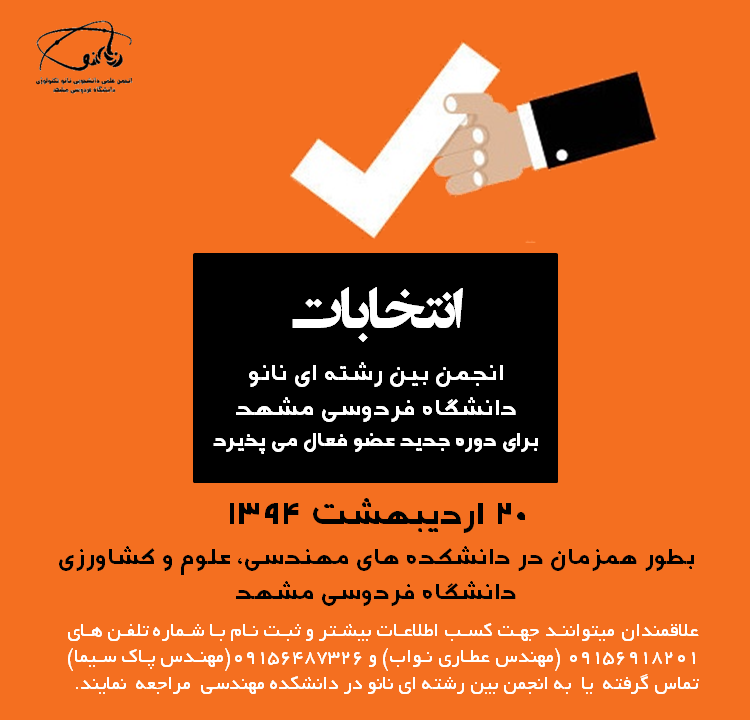 انجمن علمی دانشجویی نانو تکنولوژی
دانشگاه فردوسی مشهد
انتخابات
انجمن بین رشته ای نانو
دانشگاه فردوسی مشهد
برای دوره جدید عضو فعال می پذیرد
۲۰ اردیبهشت ۱۳۹۴
بطور همزمان در دانشکده های مهندسی، علوم و کشاورزی
دانشگاه فردوسی مشهد
علاقمندان میتوانند جهت کسب اطلاعات بیشتر و ثبت نام با شماره تلفن های
۰۹۱۵۶۹۱۸۲۰۱ (مهندس عطاری نواب) و ۰۹۱۵۶۴۸۷۳۲۶ (مهندس پاک سیما)
تماس گرفته یا به انجمن بین رشته ای نانو در دانشکده مهندسی مراجعه نمایند.